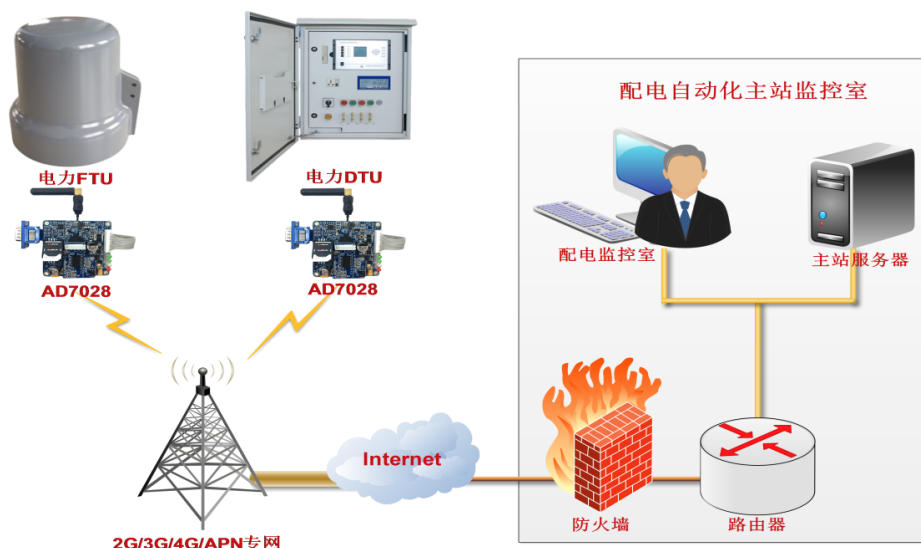 配电自动化主站监控室
电力FTU
电力DTU
配电监控室
主站服务器
AD7028
AD7028
Internet
防火墙
路由器
2G/3G/4G/APN专网